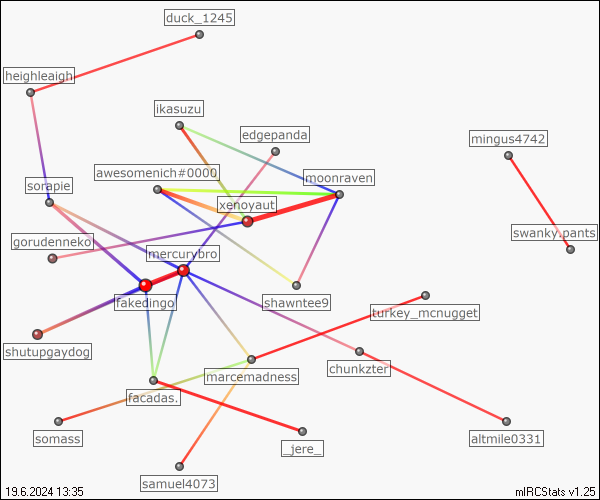 duck_1245
heighleaigh
ikasuzu
edgepanda
mingus4742
awesomenich#0000
moonraven
sorapie
xenoyaut
swanky.pants
gorudenneko
mercurybro
fakedingo
shawntee9
turkey_mcnugget
shutupgaydog
marcemadness
chunkzter
facadas.
somass
_jere_
altmile0331
samuel4073
19.6.2024 13:35
mIRCStats v1.25